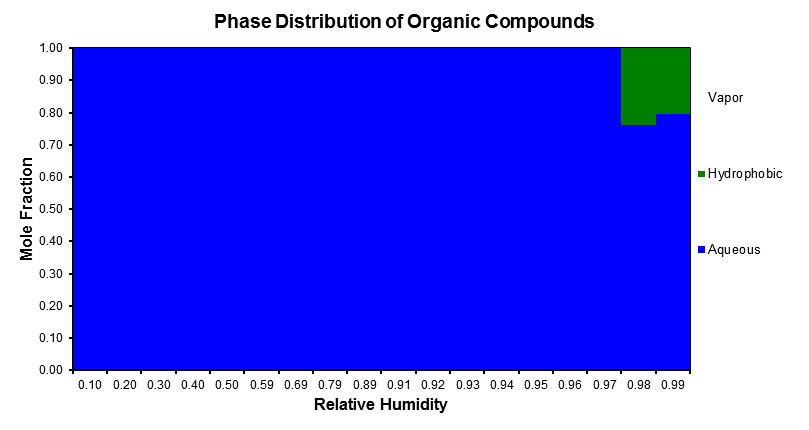 Phase Distribution of Organic Compounds
1.00
0.90
0.80
0.70
0.60
0.50
0.40
0.30
0.20
0.10
0.00
Mole Fraction
0.10 0.20 0.30 0.40 0.50 0.59 0.69 0.79 0.89 0.91 0.92 0.93 0.94 0.95 0.96 0.97 0.98 0.99
Relative Humidity
Vapor
Hydrophobic
Aqueous